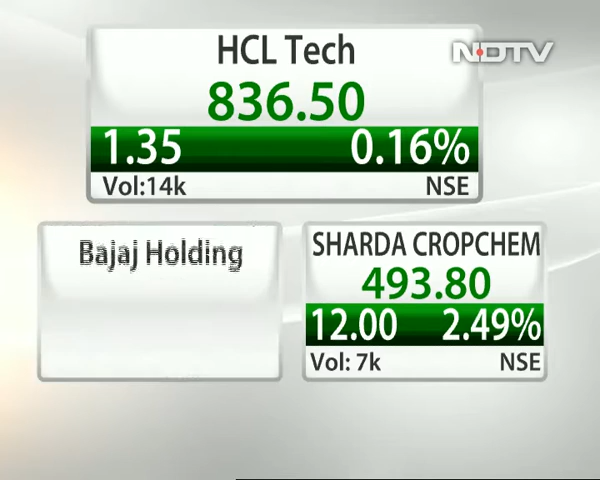 HCL Tech
NDTV
836.50
1.35 0.16%
Vol:14k NSE
Bajaj Holding
SHARDA CROPCHEM
493.80
12.00 2.49%
Vol: 7k NSE